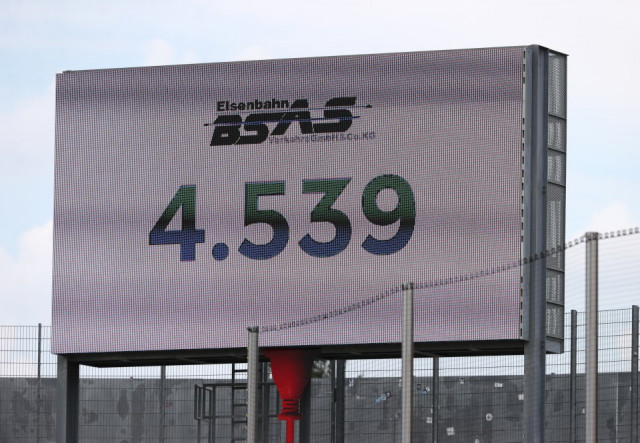 Eisenbahn
BSAS
Verkehrs GmbH & Co. KG
4.539